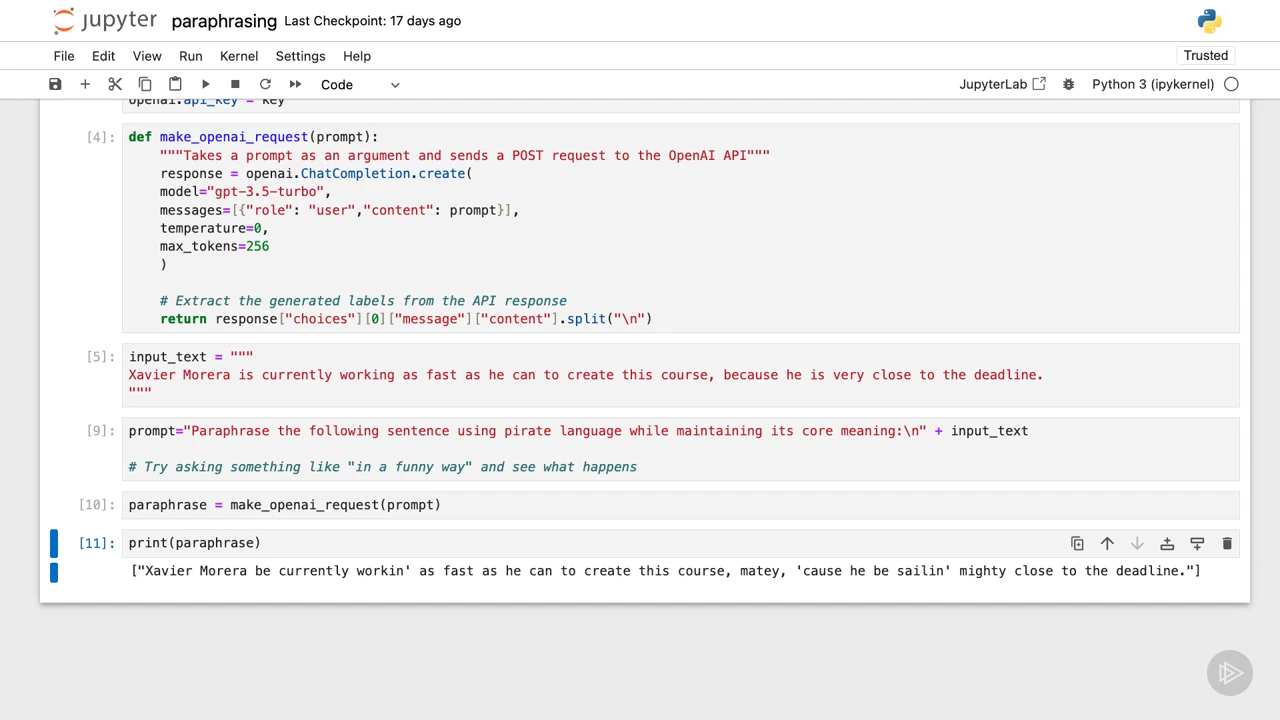 jupyter paraphrasing Last Checkpoint: 17 days ago
File Edit View Run Kernel Settings Help Trusted
Code JupyterLab Python 3 (ipykernel)
openai.api_key = key
[4]: def make_openai_request(prompt):
"""Takes a prompt as an argument and sends a POST request to the OpenAI API"""
response = openai.ChatCompletion.create(
model="gpt-3.5-turbo",
messages=[{"role": "user","content": prompt}],
temperature=0,
max_tokens=256
)
# Extract the generated labels from the API response
return response["choices"][0]["message"]["content"].split("\n")
[5]: input_text = """
Xavier Morera is currently working as fast as he can to create this course, because he is very close to the deadline.
"""
[9]: prompt="Paraphrase the following sentence using pirate language while maintaining its core meaning:\n" + input_text
# Try asking something like "in a funny way" and see what happens
[10]: paraphrase = make_openai_request(prompt)
[11]: print(paraphrase)
["Xavier Morera be currently workin' as fast as he can to create this course, matey, 'cause he be sailin' mighty close to the deadline."]